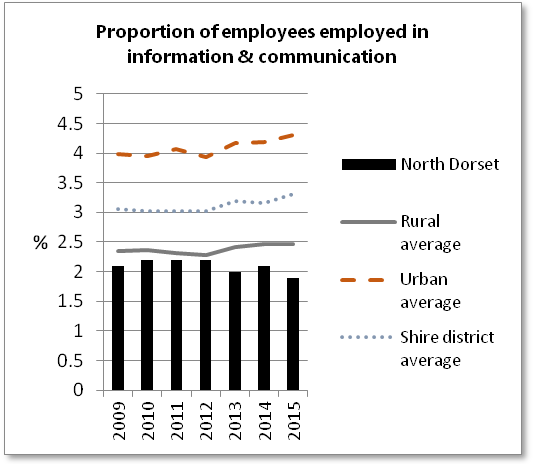 Proportion of employees employed in
information & communication
5
4.5
4
3.5
3
2.5
2
1.5
1
0.5
0
%
2009 2010 2011 2012 2013 2014 2015
North Dorset
Rural
average
Urban
average
Shire district
average